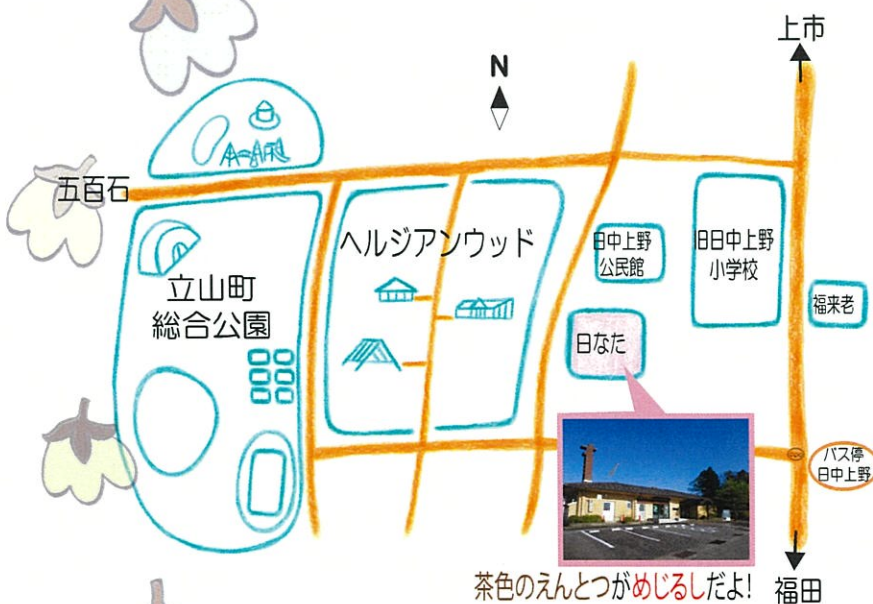 上市
N
五百石
ヘルジアンウッド
日中上野
公民館
旧日中上野
小学校
立山町
総合公園
福来老
日なた
バス停
日中上野
茶色のえんとつがめじるしだよ!
福田